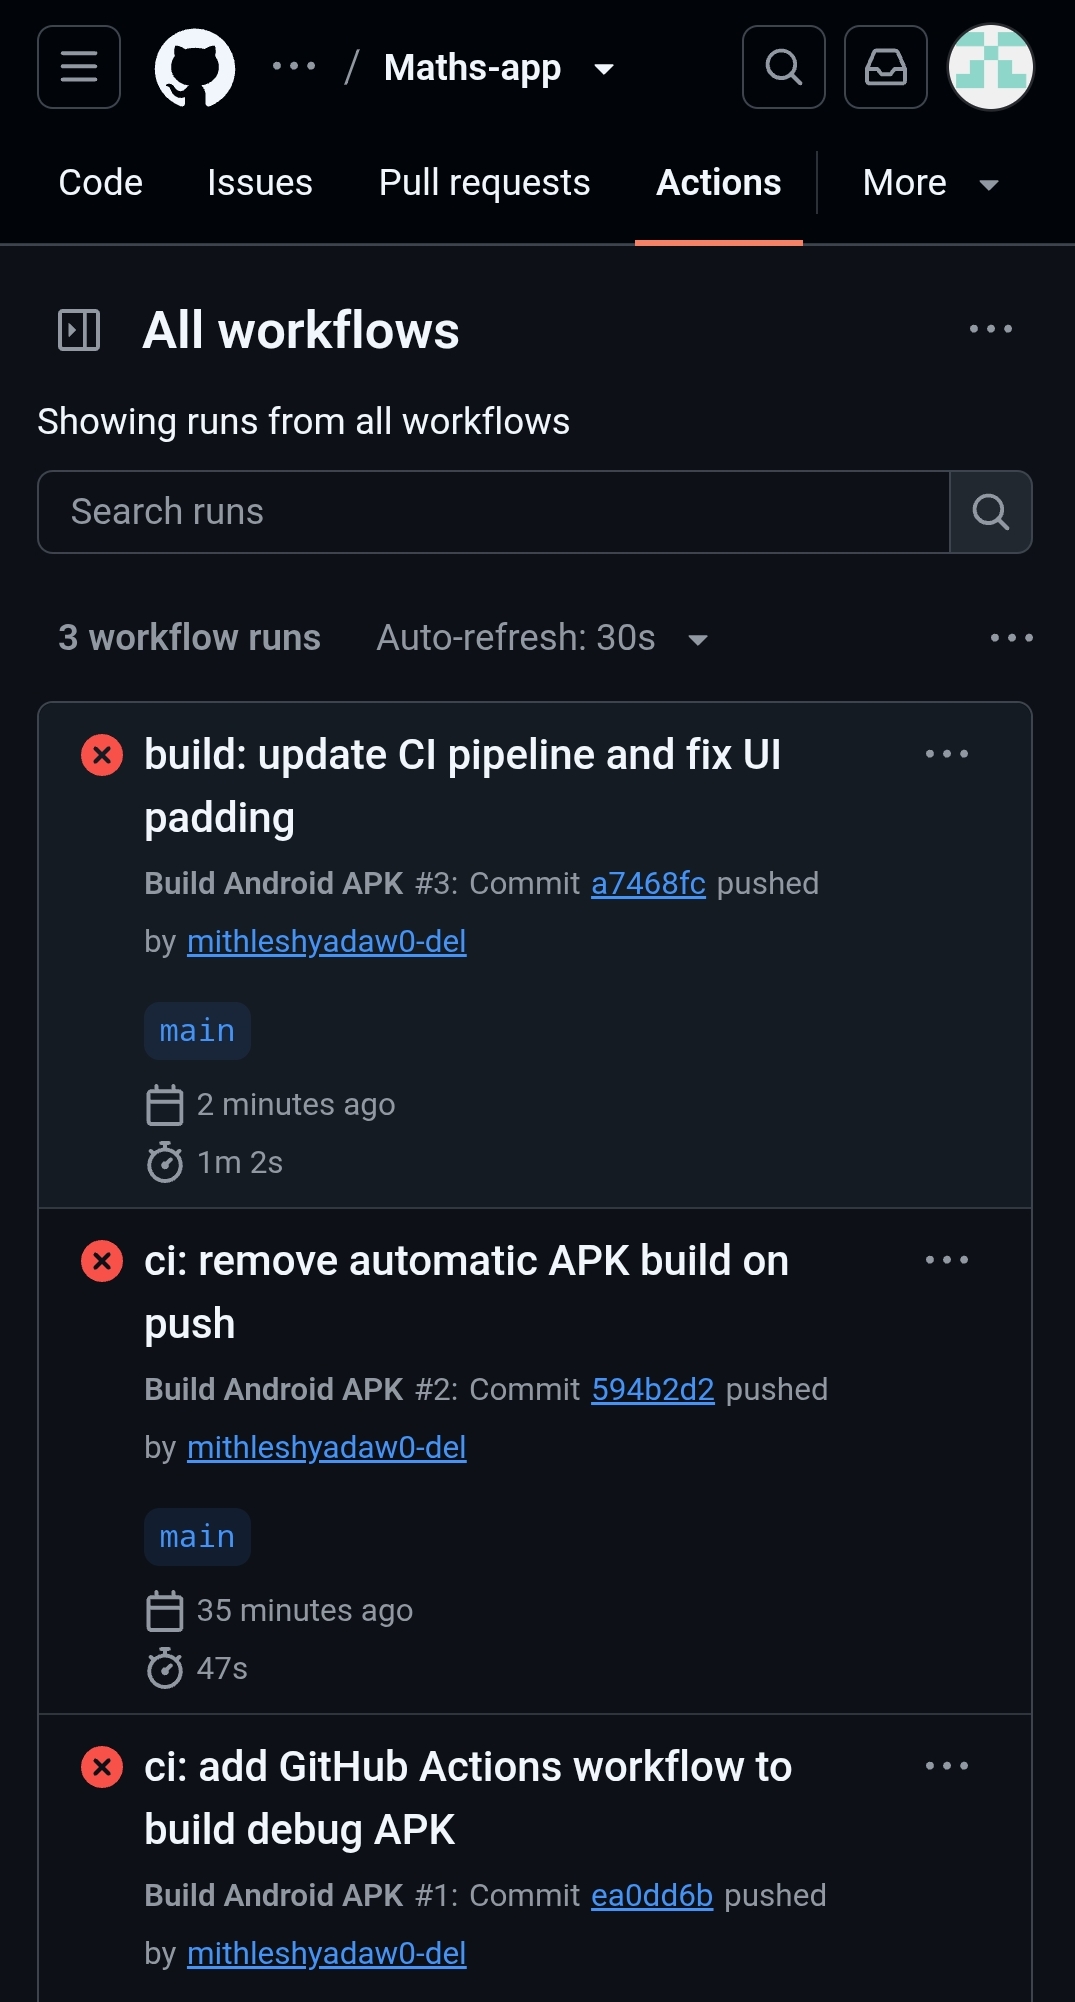 / Maths-app
Code Issues Pull requests Actions More
All workflows
Showing runs from all workflows
Search runs
3 workflow runs Auto-refresh: 30s
build: update CI pipeline and fix UI
padding
Build Android APK #3: Commit a7468fc pushed
by mithleshyadaw0-del
main
2 minutes ago
1m 2s
ci: remove automatic APK build on
push
Build Android APK #2: Commit 594b2d2 pushed
by mithleshyadaw0-del
main
35 minutes ago
47s
ci: add GitHub Actions workflow to
build debug APK
Build Android APK #1: Commit ea0dd6b pushed
by mithleshyadaw0-del